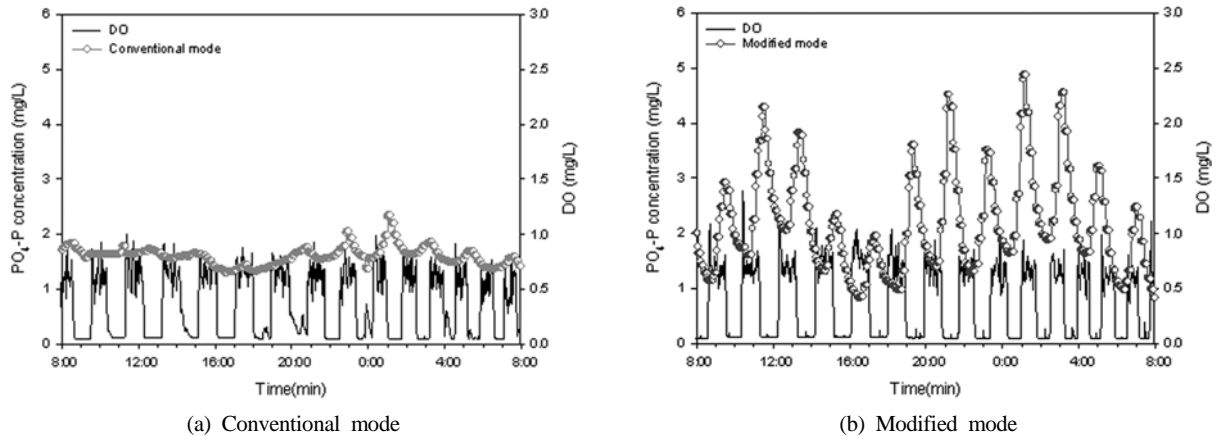 6
5
4
3
2
1
0
PO4-P concentration (mg/L)
DO
Conventional mode
3.0
2.5
2.0
1.5
1.0
0.5
0.0
DO (mg/L)
8:00 12:00 16:00 20:00 0:00 4:00 8:00
Time(min)
(a) Conventional mode
6
5
4
3
2
1
0
PO4-P concentration (mg/L)
DO
Modified mode
3.0
2.5
2.0
1.5
1.0
0.5
0.0
DO (mg/L)
8:00 12:00 16:00 20:00 0:00 4:00 8:00
Time(min)
(b) Modified mode